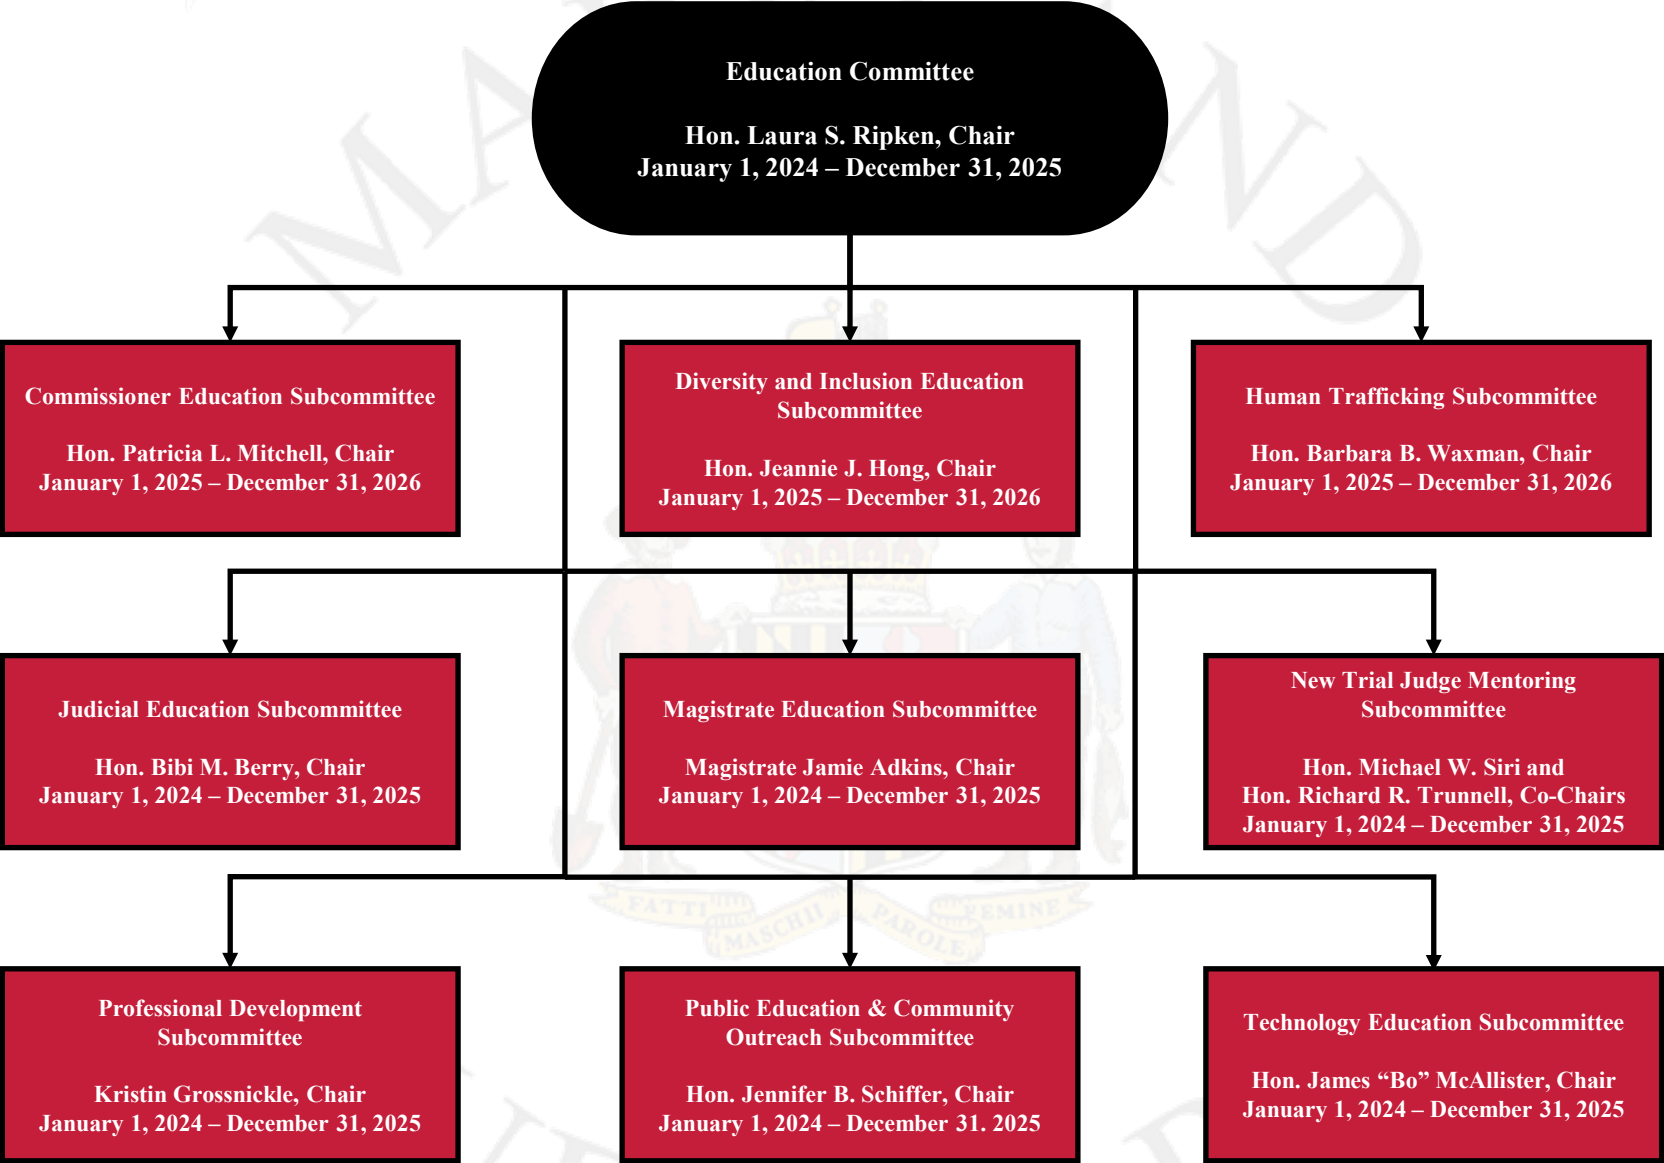 Education Committee
Hon. Laura S. Ripken, Chair
January 1, 2024 – December 31, 2025
Commissioner Education Subcommittee
Hon. Patricia L. Mitchell, Chair
January 1, 2025 – December 31, 2026
Diversity and Inclusion Education
Subcommittee
Hon. Jeannie J. Hong, Chair
January 1, 2025 – December 31, 2026
Human Trafficking Subcommittee
Hon. Barbara B. Waxman, Chair
January 1, 2025 – December 31, 2026
Judicial Education Subcommittee
Hon. Bibi M. Berry, Chair
January 1, 2024 – December 31, 2025
Magistrate Education Subcommittee
Magistrate Jamie Adkins, Chair
January 1, 2024 – December 31, 2025
New Trial Judge Mentoring
Subcommittee
Hon. Michael W. Siri and
Hon. Richard R. Trunnell, Co-Chairs
January 1, 2024 – December 31, 2025
FATTI MASCHII PAROLE FEMINE
Professional Development
Subcommittee
Kristin Grossnickle, Chair
January 1, 2024 – December 31, 2025
Public Education & Community
Outreach Subcommittee
Hon. Jennifer B. Schiffer, Chair
January 1, 2024 – December 31. 2025
Technology Education Subcommittee
Hon. James “Bo” McAllister, Chair
January 1, 2024 – December 31, 2025